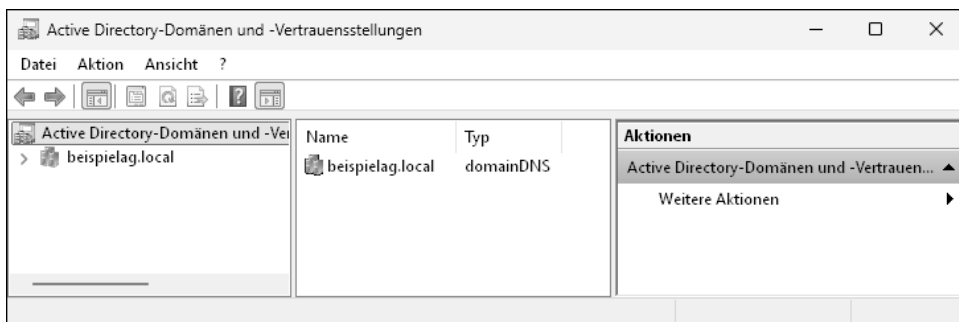 Active Directory-Domänen und -Vertrauensstellungen
Datei Aktion Ansicht ?
Active Directory-Domänen und -Ver
beispielag.local
Name Typ
beispielag.local domainDNS
Aktionen
Active Directory-Domänen und -Vertrauen...
Weitere Aktionen